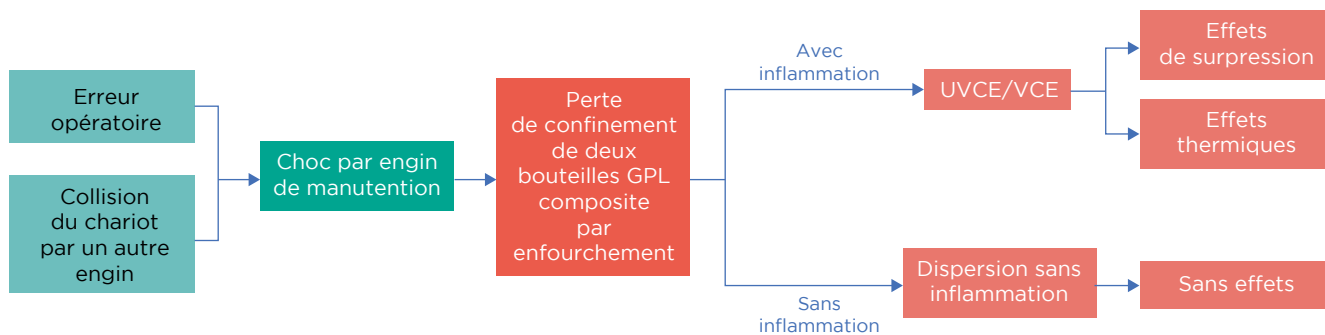 Erreur
opératoire
Collision
du chariot
par un autre
engin
Choc par engin
de manutention
Perte
de confinement
de deux
bouteilles GPL
composite
par
enfourchement
Avec
inflammation
UVCE/VCE
Effets
de surpression
Effets
thermiques
Sans
inflammation
Dispersion sans
inflammation
Sans effets